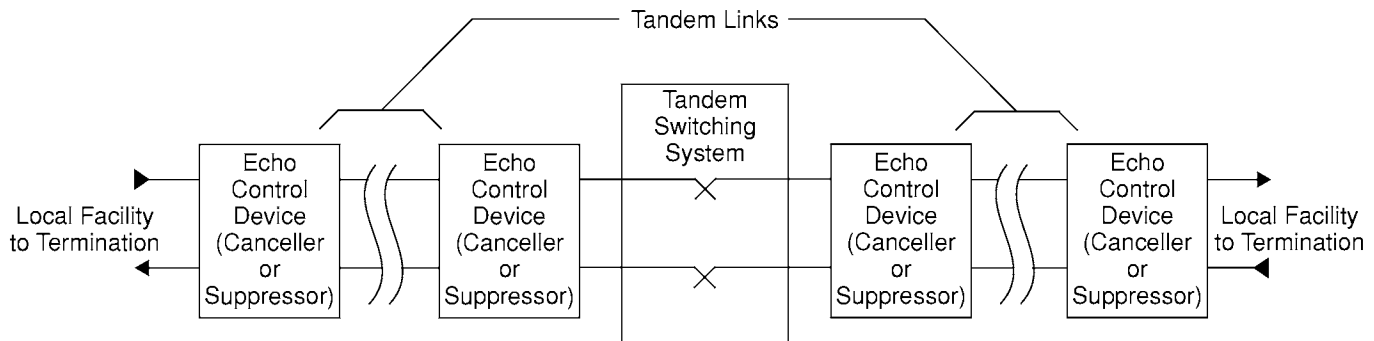 Tandem Links
Local Facility
to Termination
Echo
Control
Device
(Canceller
or
Suppressor)
Echo
Control
Device
(Canceller
or
Suppressor)
Tandem
Switching
System
Echo
Control
Device
(Canceller
or
Suppressor)
Echo
Control
Device
(Canceller
or
Suppressor)
Local Facility
to Termination